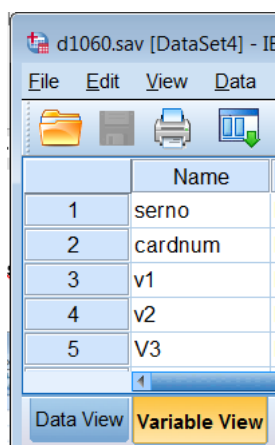 d1060.sav [DataSet4] - IB
File Edit View Data
Name
1 serno
2 cardnum
3 v1
4 v2
5 V3
Data View Variable View